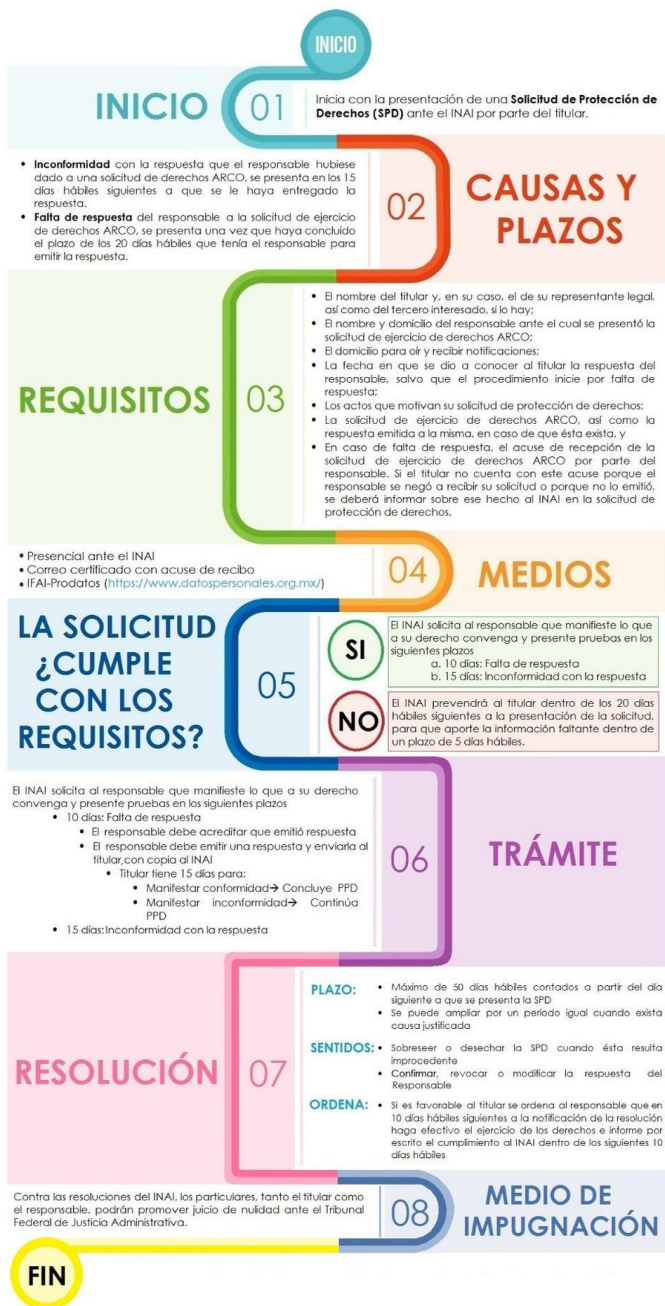 INICIO
INICIO
01
Inicia con la presentación de una Solicitud de Protección de
Derechos (SPD) ante el INAI por parte del titular.
• Inconformidad con la respuesta que el responsable hubiese
dado a una solicitud de derechos ARCO, se presenta en los 15
días hábiles siguientes a que se le haya entregado la
respuesta.
• Falta de respuesta del responsable a la solicitud de ejercicio
de derechos ARCO, se presenta una vez que haya concluido
el plazo de los 20 días hábiles que tenía el responsable para
emitir la respuesta.
02
CAUSAS Y
PLAZOS
REQUISITOS
03
• El nombre del titular y, en su caso, el de su representante legal,
así como del tercero interesado, si lo hay;
• El nombre y domicilio del responsable ante el cual se presentó la
solicitud de ejercicio de derechos ARCO;
• El domicilio para oír y recibir notificaciones;
• La fecha en que se dio a conocer al titular la respuesta del
responsable, salvo que el procedimiento inicie por falta de
respuesta;
• Los actos que motivan su solicitud de protección de derechos;
• La solicitud de ejercicio de derechos ARCO, así como la
respuesta emitida a la misma, en caso de que ésta exista, y
• En caso de falta de respuesta, el acuse de recepción de la
solicitud de ejercicio de derechos ARCO por parte del
responsable. Si el titular no cuenta con este acuse porque el
responsable se negó a recibir su solicitud o porque no lo emitió,
se deberá informar sobre ese hecho al INAI en la solicitud de
protección de derechos.
• Presencial ante el INAI
• Correo certificado con acuse de recibo
• IFAI-Prodatos (https://www.datospersonales.org.mx/)
04
MEDIOS
LA SOLICITUD
¿CUMPLE
CON LOS
REQUISITOS?
05
SI
El INAI solicita al responsable que manifieste lo que
a su derecho convenga y presente pruebas en los
siguientes plazos
a. 10 días: Falta de respuesta
b. 15 días: Inconformidad con la respuesta
NO
El INAI prevendrá al titular dentro de los 20 días
hábiles siguientes a la presentación de la solicitud,
para que aporte la información faltante dentro de
un plazo de 5 días hábiles.
El INAI solicita al responsable que manifieste lo que a su derecho
convenga y presente pruebas en los siguientes plazos
• 10 días: Falta de respuesta
• El responsable debe acreditar que emitió respuesta
• El responsable debe emitir una respuesta y enviarla al
titular,con copia al INAI
• Titular tiene 15 días para:
• Manifestar conformidad→ Concluye PPD
• Manifestar inconformidad→ Continúa
PPD
• 15 días:Inconformidad con la respuesta
06
TRÁMITE
RESOLUCIÓN
07
PLAZO: • Máximo de 50 días hábiles contados a partir del día
siguiente a que se presenta la SPD
• Se puede ampliar por un periodo igual cuando exista
causa justificada
SENTIDOS: • Sobreseer o desechar la SPD cuando ésta resulta
improcedente
• Confirmar, revocar o modificar la respuesta del
Responsable
ORDENA: • Si es favorable al titular se ordena al responsable que en
10 días hábiles siguientes a la notificación de la resolución
haga efectivo el ejercicio de los derechos e informe por
escrito el cumplimiento al INAI dentro de los siguientes 10
días hábiles
Contra las resoluciones del INAI, los particulares, tanto el titular como
el responsable, podrán promover juicio de nulidad ante el Tribunal
Federal de Justicia Administrativa.
08
MEDIO DE
IMPUGNACIÓN
FIN